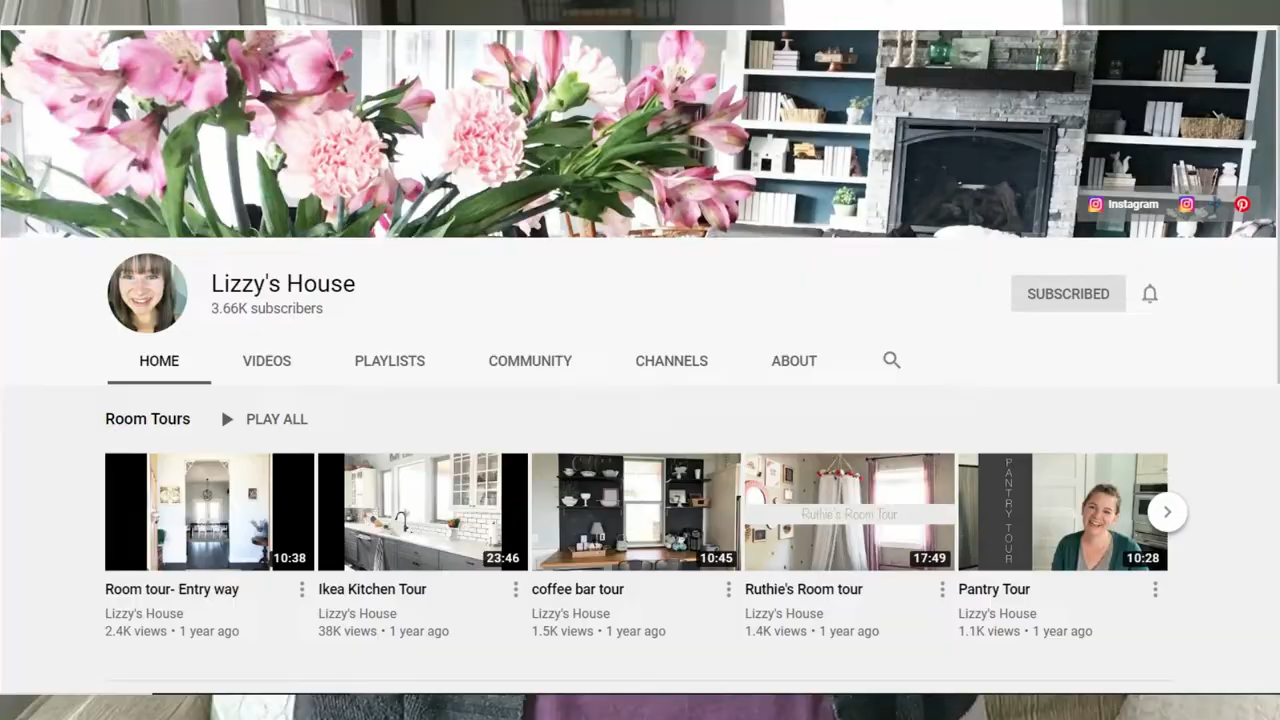 Instagram
Lizzy's House
3.66K subscribers
SUBSCRIBED
HOME VIDEOS PLAYLISTS COMMUNITY CHANNELS ABOUT
Room Tours PLAY ALL
10:38 23:46 10:45 Ruthie's Room Tour 17:49 PANTRY TOUR 10:28
Room tour- Entry way Ikea Kitchen Tour coffee bar tour Ruthie's Room tour Pantry Tour
Lizzy's House Lizzy's House Lizzy's House Lizzy's House Lizzy's House
2.4K views • 1 year ago 38K views • 1 year ago 1.5K views • 1 year ago 1.4K views • 1 year ago 1.1K views • 1 year ago